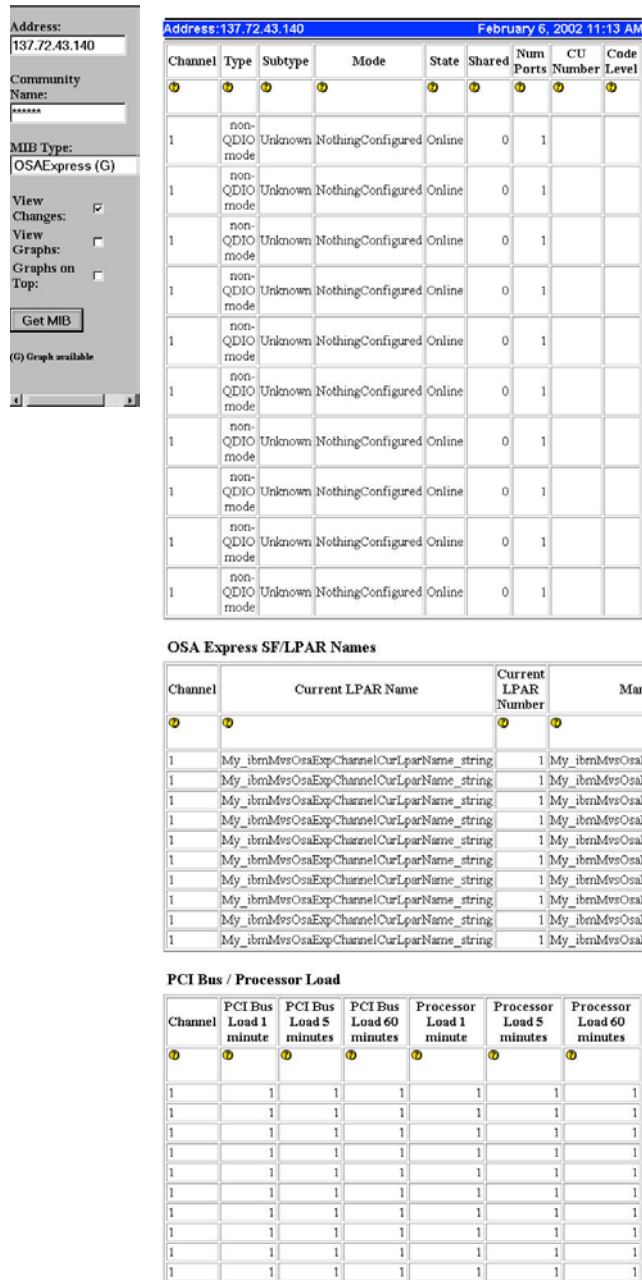 Address:
137.72.43.140
Community
Name:
******
MIB Type:
OSAExpress (G)
View
Changes:
View
Graphs:
Graphs on
Top:
Get MIB
(G) Graph available
Address:137.72.43.140 February 6, 2002 11:13 AM
Channel Type Subtype Mode State Shared Num Ports CU Number Code Level
1 non-QDIO mode Unknown NothingConfigured Online 0 1
1 non-QDIO mode Unknown NothingConfigured Online 0 1
1 non-QDIO mode Unknown NothingConfigured Online 0 1
1 non-QDIO mode Unknown NothingConfigured Online 0 1
1 non-QDIO mode Unknown NothingConfigured Online 0 1
1 non-QDIO mode Unknown NothingConfigured Online 0 1
1 non-QDIO mode Unknown NothingConfigured Online 0 1
1 non-QDIO mode Unknown NothingConfigured Online 0 1
1 non-QDIO mode Unknown NothingConfigured Online 0 1
1 non-QDIO mode Unknown NothingConfigured Online 0 1
OSA Express SF/LPAR Names
Channel Current LPAR Name Current LPAR Number Mar
1 My_ibmMvsOsaExpChannelCurLparName_string 1 My_ibmMvsOsaI
1 My_ibmMvsOsaExpChannelCurLparName_string 1 My_ibmMvsOsaI
1 My_ibmMvsOsaExpChannelCurLparName_string 1 My_ibmMvsOsaI
1 My_ibmMvsOsaExpChannelCurLparName_string 1 My_ibmMvsOsaI
1 My_ibmMvsOsaExpChannelCurLparName_string 1 My_ibmMvsOsaI
1 My_ibmMvsOsaExpChannelCurLparName_string 1 My_ibmMvsOsaI
1 My_ibmMvsOsaExpChannelCurLparName_string 1 My_ibmMvsOsaI
1 My_ibmMvsOsaExpChannelCurLparName_string 1 My_ibmMvsOsaI
1 My_ibmMvsOsaExpChannelCurLparName_string 1 My_ibmMvsOsaI
1 My_ibmMvsOsaExpChannelCurLparName_string 1 My_ibmMvsOsaI
PCI Bus / Processor Load
Channel PCI Bus Load 1 minute PCI Bus Load 5 minutes PCI Bus Load 60 minutes Processor Load 1 minute Processor Load 5 minutes Processor Load 60 minutes
1 1 1 1 1 1 1
1 1 1 1 1 1 1
1 1 1 1 1 1 1
1 1 1 1 1 1 1
1 1 1 1 1 1 1
1 1 1 1 1 1 1
1 1 1 1 1 1 1
1 1 1 1 1 1 1
1 1 1 1 1 1 1
1 1 1 1 1 1 1